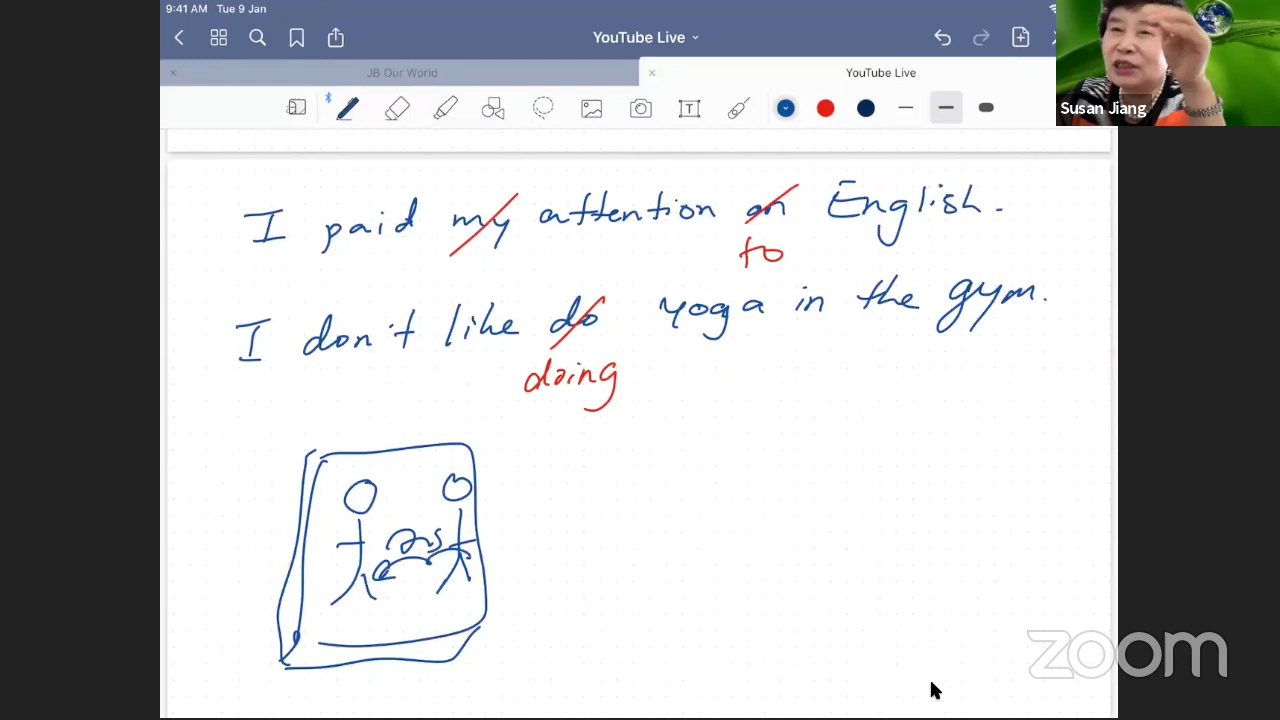 9:41 AM Tue 9 Jan
YouTube Live
JB Our World
YouTube Live
T
Susan Jiang
I paid my attention on English.
to
I don't like do yoga in the gym.
doing
zoom